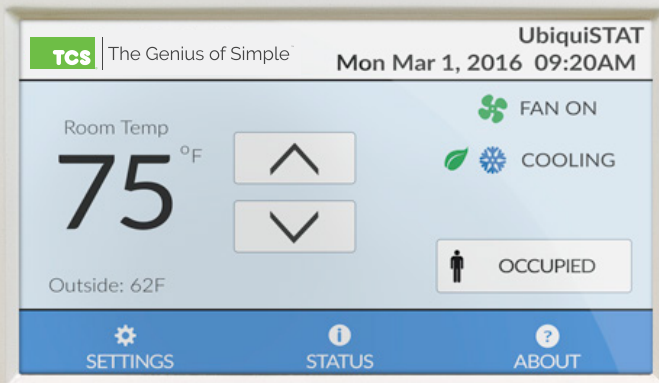 TCS The Genius of Simple
UbiquiSTAT
Mon Mar 1, 2016 09:20AM
Room Temp
75 °F
Outside: 62F
FAN ON
COOLING
OCCUPIED
SETTINGS
STATUS
ABOUT